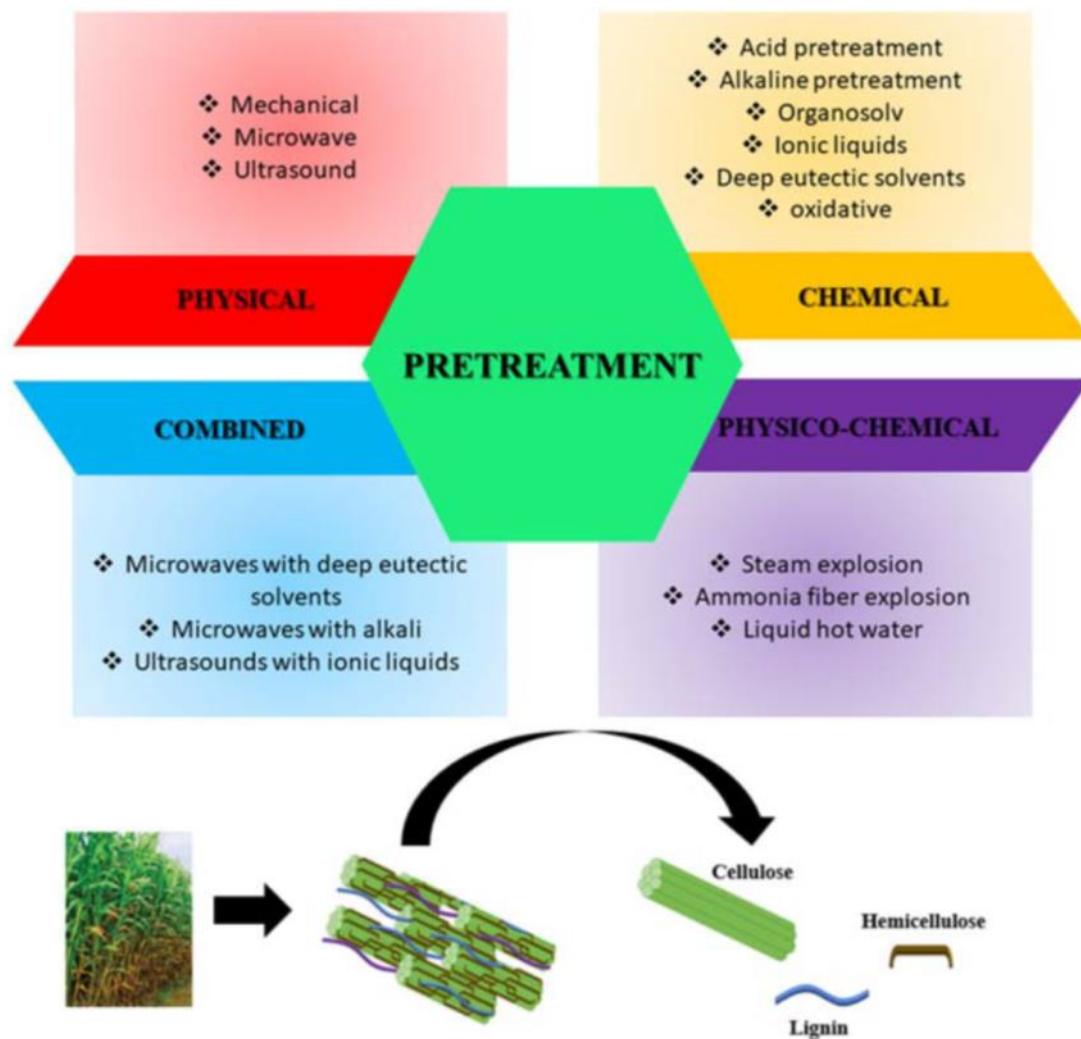 ❖ Mechanical
❖ Microwave
❖ Ultrasound
PHYSICAL
❖ Acid pretreatment
❖ Alkaline pretreatment
❖ Organosolv
❖ Ionic liquids
❖ Deep eutectic solvents
❖ oxidative
CHEMICAL
PRETREATMENT
COMBINED
❖ Microwaves with deep eutectic
solvents
❖ Microwaves with alkali
❖ Ultrasounds with ionic liquids
PHYSICO-CHEMICAL
❖ Steam explosion
❖ Ammonia fiber explosion
❖ Liquid hot water
Cellulose
Hemicellulose
Lignin